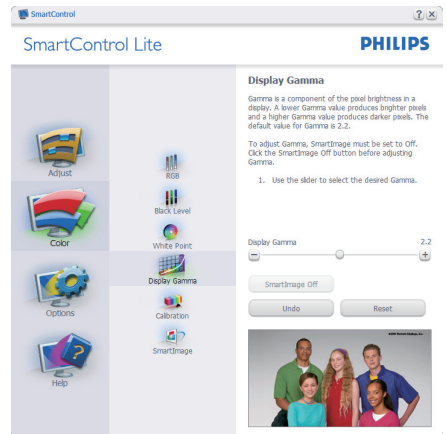 SmartControl
? ×
SmartControl Lite
PHILIPS
Adjust
Color
Options
Help
RGB
Black Level
White Point
Display Gamma
Calibration
SmartImage
Display Gamma
Gamma is a component of the pixel brightness in a
display. A lower Gamma value produces brighter pixels
and a higher Gamma value produces darker pixels. The
default value for Gamma is 2.2.
To adjust Gamma, SmartImage must be set to Off.
Click the SmartImage Off button before adjusting
Gamma.
1. Use the slider to select the desired Gamma.
Display Gamma 2.2
SmartImage Off
Undo Reset